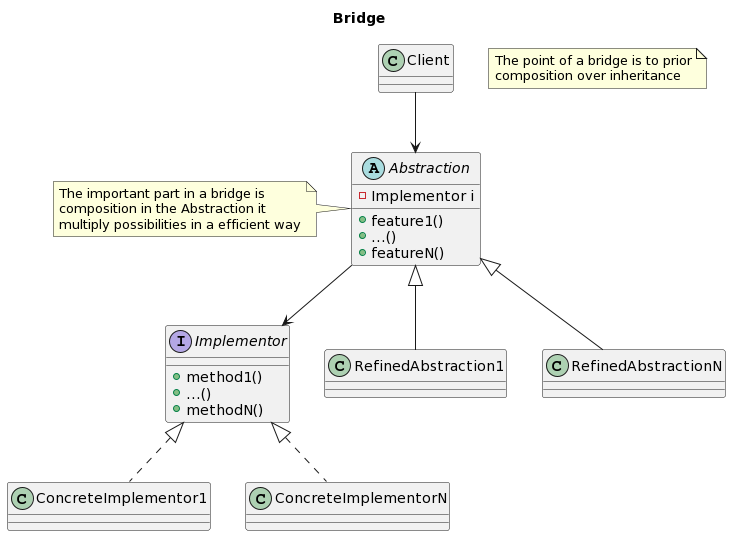 Bridge
C Client
The point of a bridge is to prior
composition over inheritance
A Abstraction
Implementor i
feature1()
...()
featureN()
The important part in a bridge is
composition in the Abstraction it
multiply possibilities in a efficient way
I Implementor
method1()
...()
methodN()
C RefinedAbstraction1
C RefinedAbstractionN
C ConcreteImplementor1
C ConcreteImplementorN